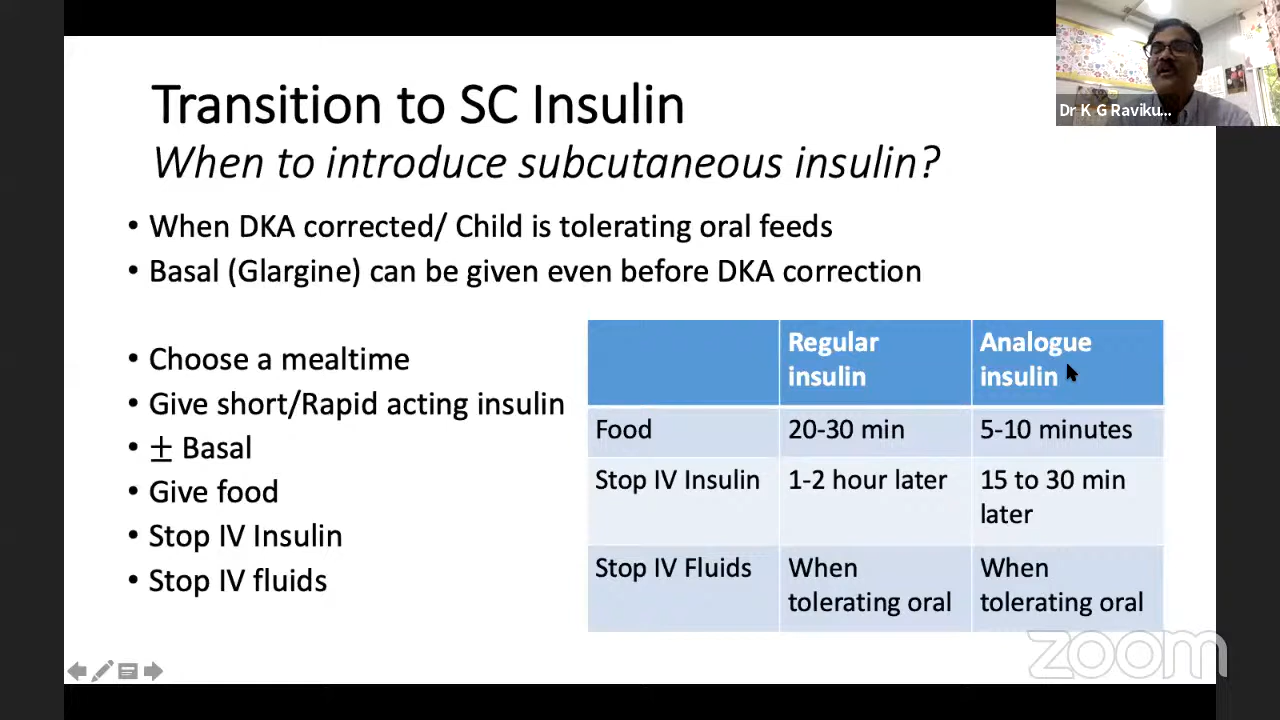 Dr K G Raviku...
Transition to SC Insulin
When to introduce subcutaneous insulin?
• When DKA corrected/ Child is tolerating oral feeds
• Basal (Glargine) can be given even before DKA correction
• Choose a mealtime
• Give short/Rapid acting insulin
• ± Basal
• Give food
• Stop IV Insulin
• Stop IV fluids
Regular
insulin
Analogue
insulin
Food
20-30 min
5-10 minutes
Stop IV Insulin
1-2 hour later
15 to 30 min
later
Stop IV Fluids
When
tolerating oral
When
tolerating oral
zoom